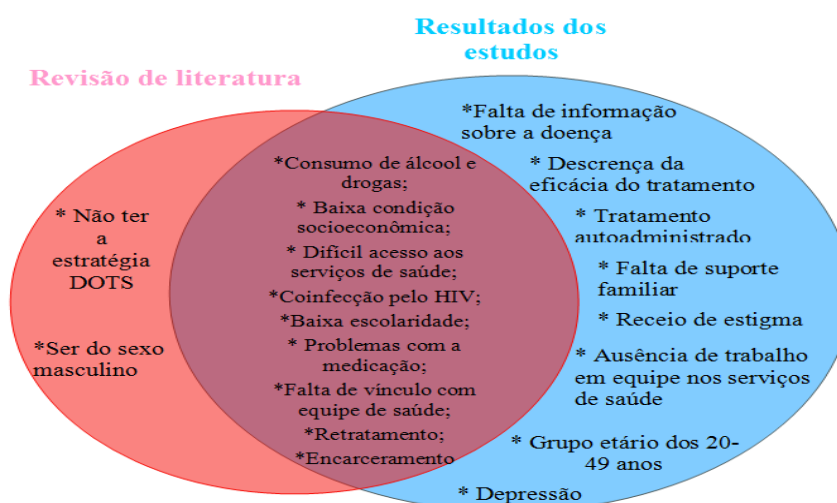 Resultados dos
estudos
Revisão de literatura
* Não ter
a
estratégia
DOTS
*Ser do sexo
masculino
*Consumo de álcool e
drogas;
* Baixa condição
socioeconômica;
* Difícil acesso aos
serviços de saúde;
*Coinfecção pelo HIV;
*Baixa escolaridade;
* Problemas com a
medicação;
*Falta de vínculo com
equipe de saúde;
*Retratamento;
*Encarceramento
*Falta de informação
sobre a doença
* Descrença da
eficácia do tratamento
* Tratamento
autoadministrado
* Falta de suporte
familiar
* Receio de estigma
* Ausência de trabalho
em equipe nos serviços
de saúde
* Grupo etário dos 20-
49 anos
* Depressão